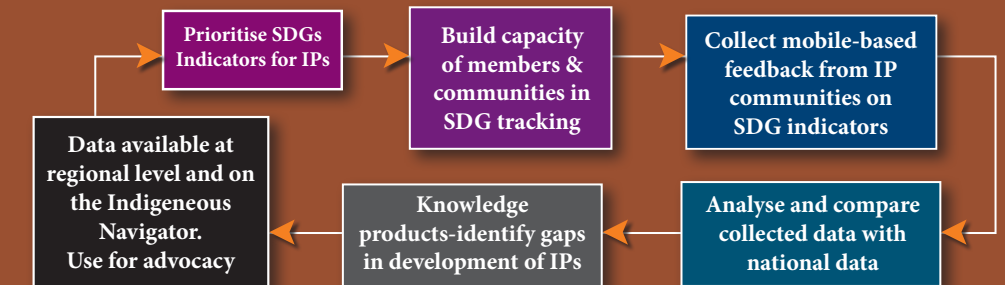 Prioritise SDGs
Indicators for IPs
Build capacity
of members &
communities in
SDG tracking
Collect mobile-based
feedback from IP
communities on
SDG indicators
Analyse and compare
collected data with
national data
Knowledge
products-identify gaps
in development of IPs
Data available at
regional level and on
the Indigeneous
Navigator.
Use for advocacy